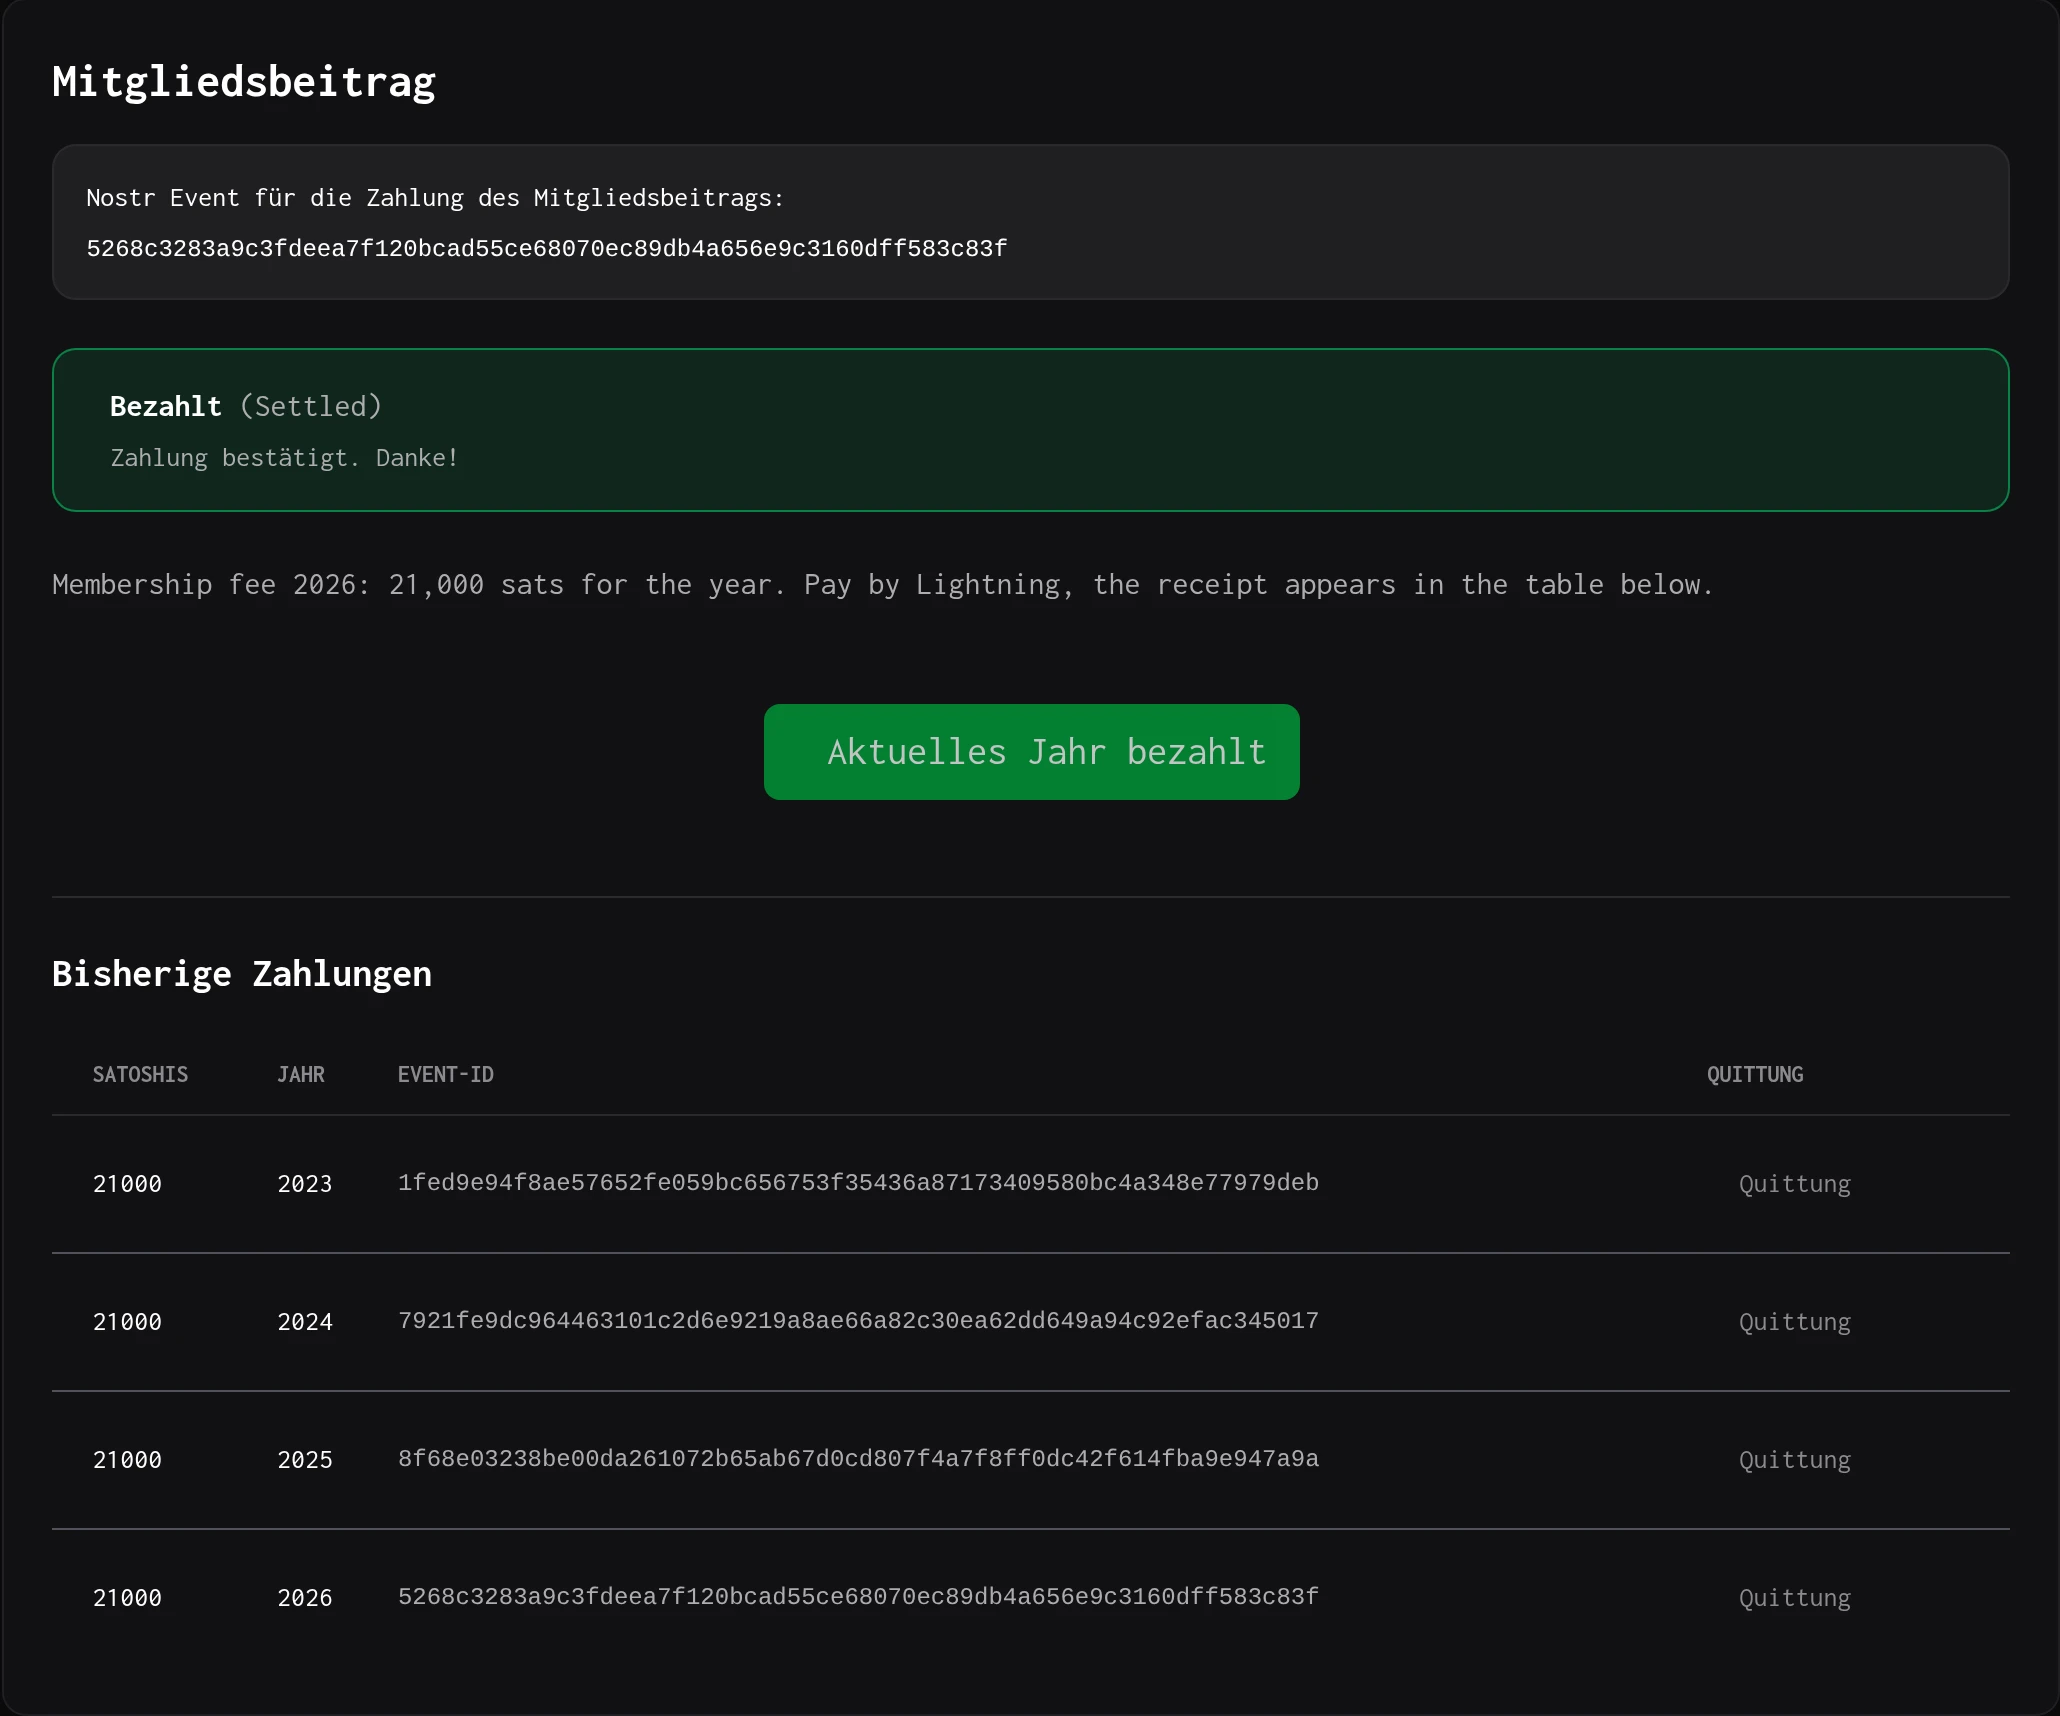 Mitgliedsbeitrag
Nostr Event für die Zahlung des Mitgliedsbeitrags:
5268c3283a9c3fdeea7f120bcad55ce68070ec89db4a656e9c3160dff583c83f
Bezahlt (Settled)
Zahlung bestätigt. Danke!
Membership fee 2026: 21,000 sats for the year. Pay by Lightning, the receipt appears in the table below.
Aktuelles Jahr bezahlt
Bisherige Zahlungen
SATOSHIS JAHR EVENT-ID QUITTUNG
21000 2023 1fed9e94f8ae57652fe059bc656753f35436a87173409580bc4a348e77979deb Quittung
21000 2024 7921fe9dc964463101c2d6e9219a8ae66a82c30ea62dd649a94c92efac345017 Quittung
21000 2025 8f68e03238be00da261072b65ab67d0cd807f4a7f8ff0dc42f614fba9e947a9a Quittung
21000 2026 5268c3283a9c3fdeea7f120bcad55ce68070ec89db4a656e9c3160dff583c83f Quittung